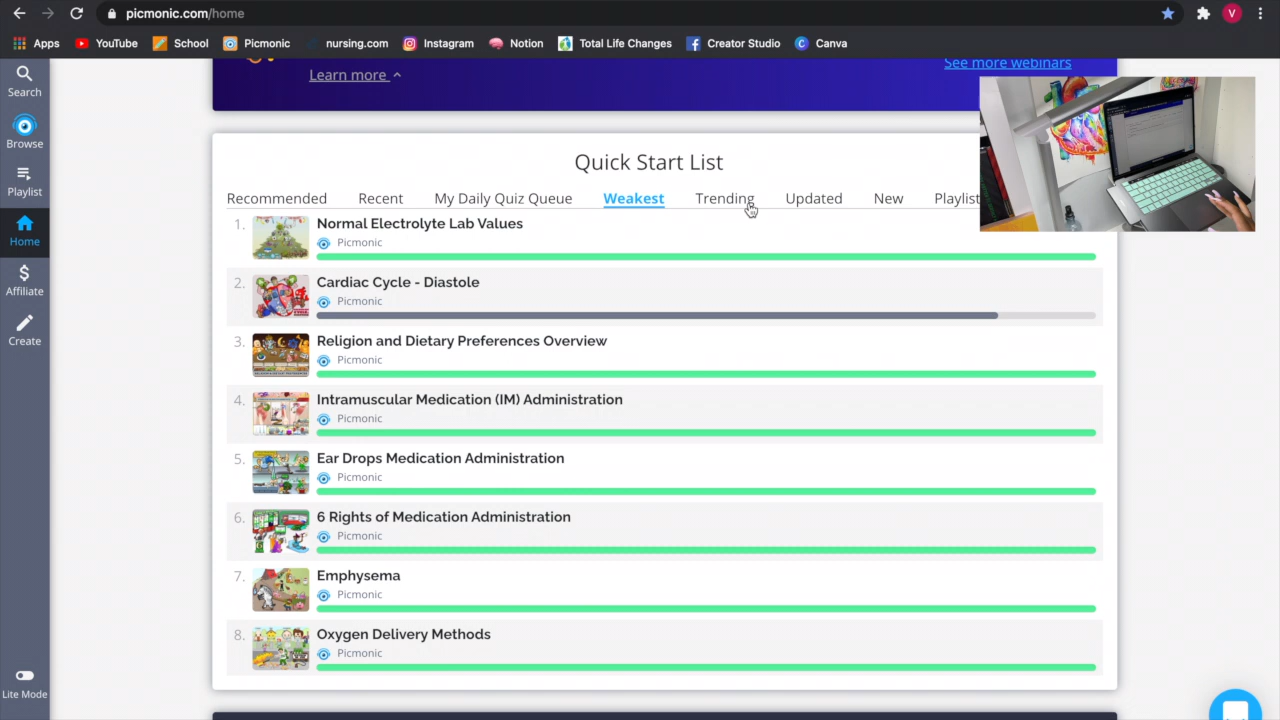 picmonic.com/home
V
Apps YouTube School Picmonic nursing.com Instagram Notion Total Life Changes Creator Studio Canva
Learn more
See more webinars
Search
Browse
Playlist
Home
Affiliate
Create
Lite Mode
Quick Start List
Recommended Recent My Daily Quiz Queue Weakest Trending Updated New Playlist
1. Normal Electrolyte Lab Values
Picmonic
2. Cardiac Cycle - Diastole
Picmonic
3. Religion and Dietary Preferences Overview
Picmonic
4. Intramuscular Medication (IM) Administration
Picmonic
5. Ear Drops Medication Administration
Picmonic
6. 6 Rights of Medication Administration
Picmonic
7. Emphysema
Picmonic
8. Oxygen Delivery Methods
Picmonic